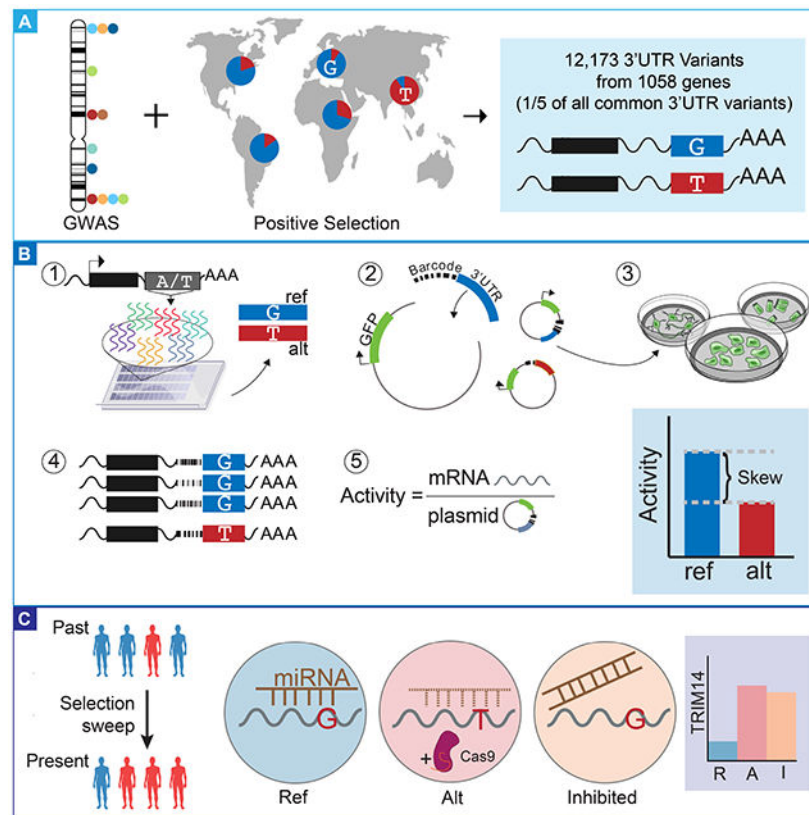 A
GWAS
+
G
T
Positive Selection
12,173 3'UTR Variants
from 1058 genes
(1/5 of all common 3'UTR variants)
G AAA
T AAA
B
1
A/T AAA
ref
G
T
alt
2
Barcode
3'UTR
GFP
3
4
G AAA
G AAA
G AAA
T AAA
5
Activity = mRNA
plasmid
Activity
Skew
ref alt
C
Past
Selection
sweep
Present
miRNA
G
Ref
T
+ Cas9
Alt
G
Inhibited
TRIM14
R A I